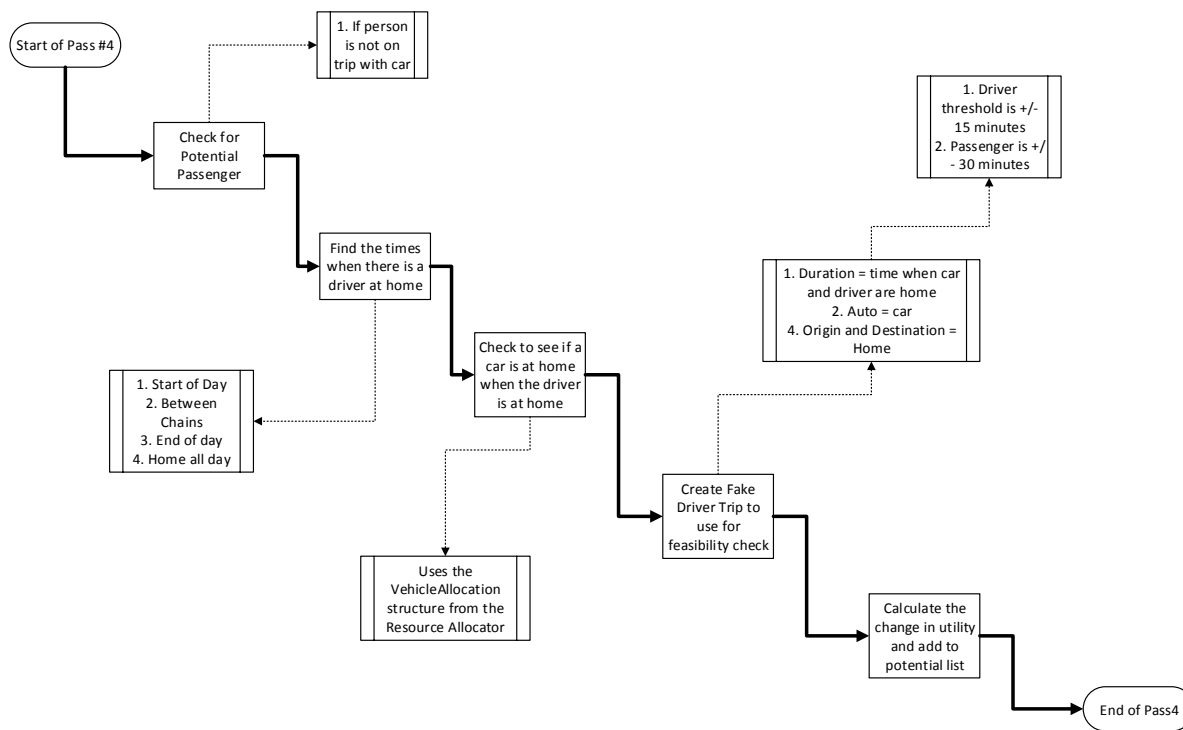 Start of Pass #4
1. If person
is not on
trip with car
Check for
Potential
Passenger
1. Driver
threshold is +/-
15 minutes
2. Passenger is +/
- 30 minutes
Find the times
when there is a
driver at home
1. Duration = time when car
and driver are home
2. Auto = car
4. Origin and Destination =
Home
Check to see if a
car is at home
when the driver
is at home
1. Start of Day
2. Between
Chains
3. End of day
4. Home all day
Create Fake
Driver Trip to
use for
feasibility check
Uses the
VehicleAllocation
structure from the
Resource Allocator
Calculate the
change in utility
and add to
potential list
End of Pass4